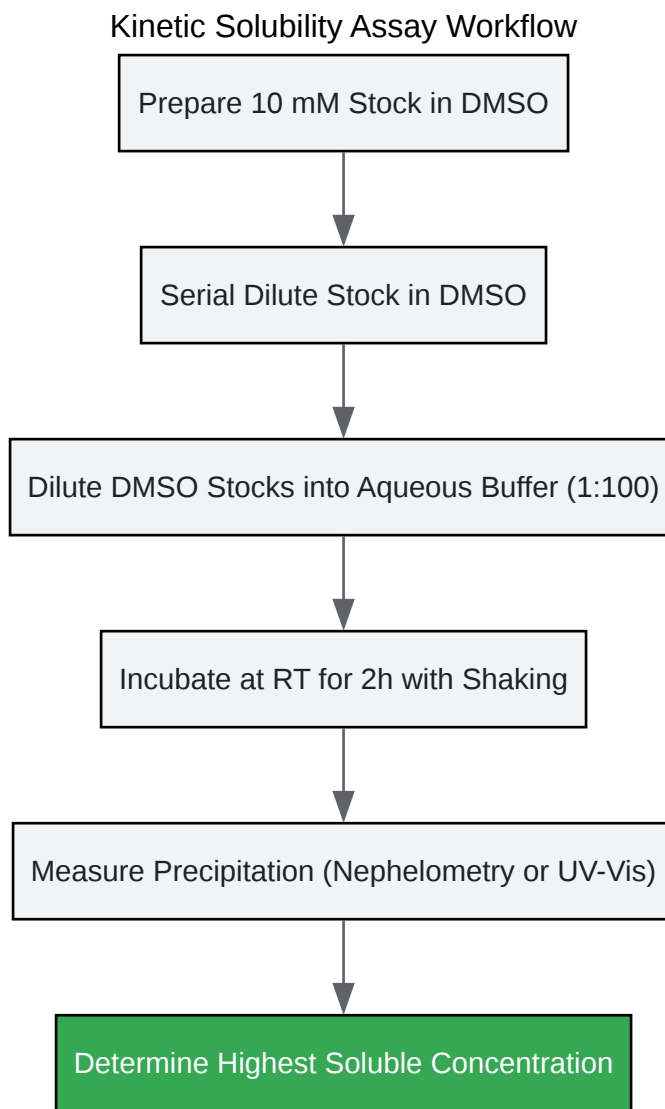 Kinetic Solubility Assay Workflow
Prepare 10 mM Stock in DMSO
Serial Dilute Stock in DMSO
Dilute DMSO Stocks into Aqueous Buffer (1:100)
Incubate at RT for 2h with Shaking
Measure Precipitation (Nephelometry or UV-Vis)
Determine Highest Soluble Concentration